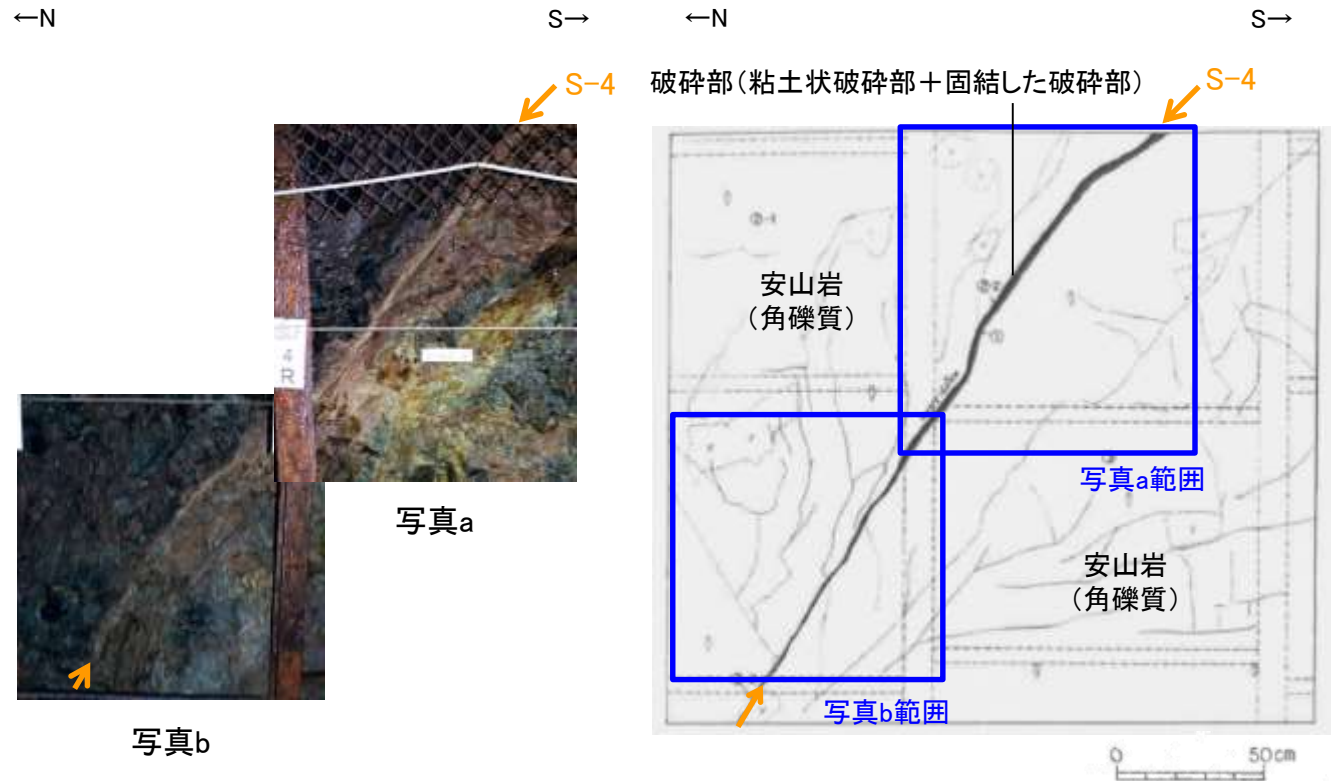 ←N
S→
←N
S→
S-4
破砕部(粘土状破砕部+固結した破砕部)
S-4
安山岩
(角礫質)
4
R
写真a範囲
写真a
安山岩
(角礫質)
写真b範囲
写真b
0
50cm